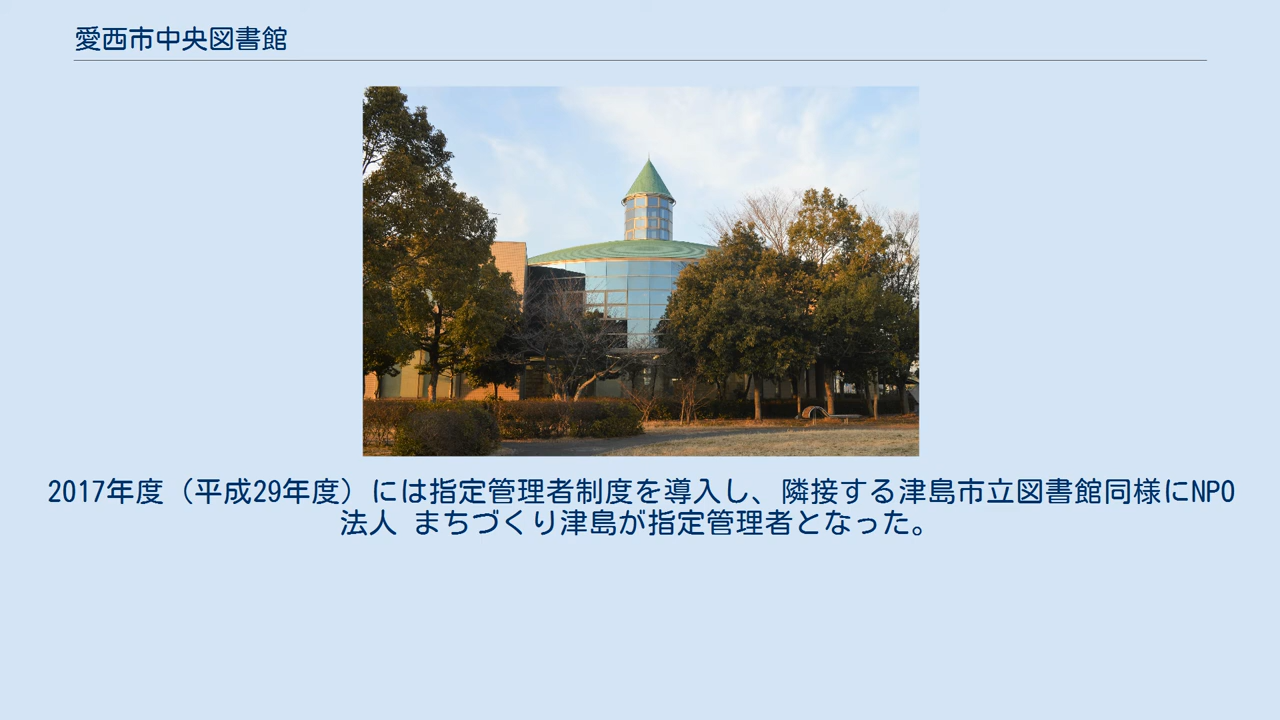 愛西市中央図書館
2017年度（平成29年度）には指定管理者制度を導入し、隣接する津島市立図書館同様にNPO
法人 まちづくり津島が指定管理者となった。